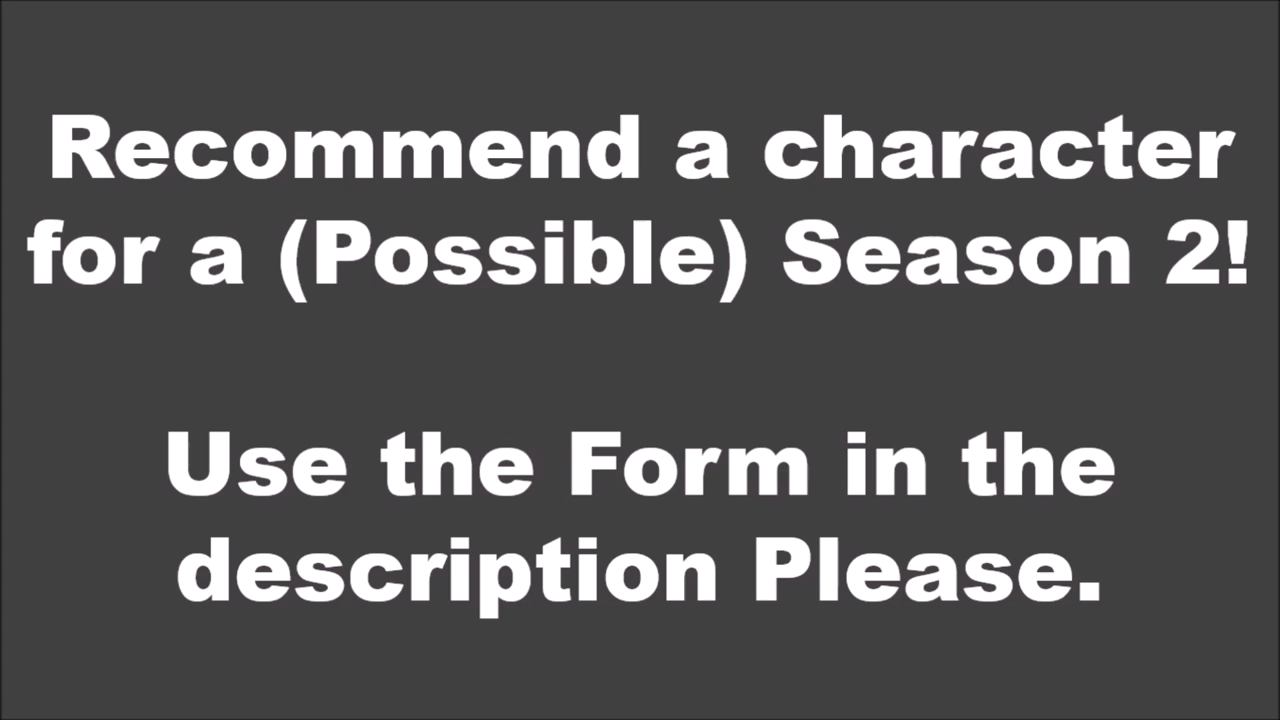 Recommend a character
for a (Possible) Season 2!
Use the Form in the
description Please.